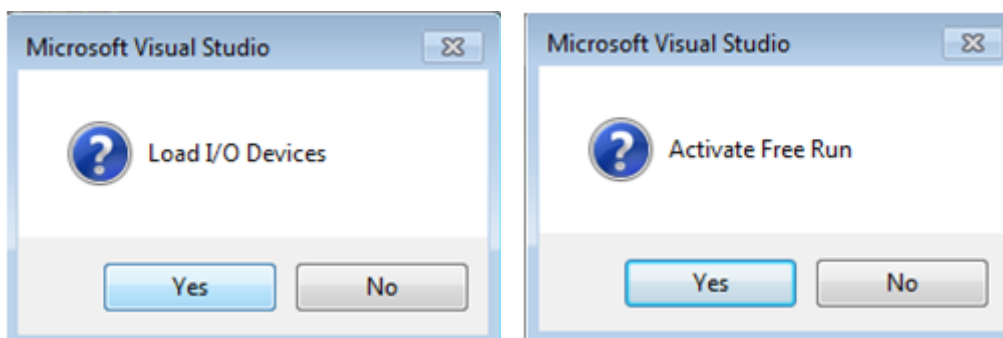 Microsoft Visual Studio
Load I/O Devices
Yes No
Microsoft Visual Studio
Activate Free Run
Yes No